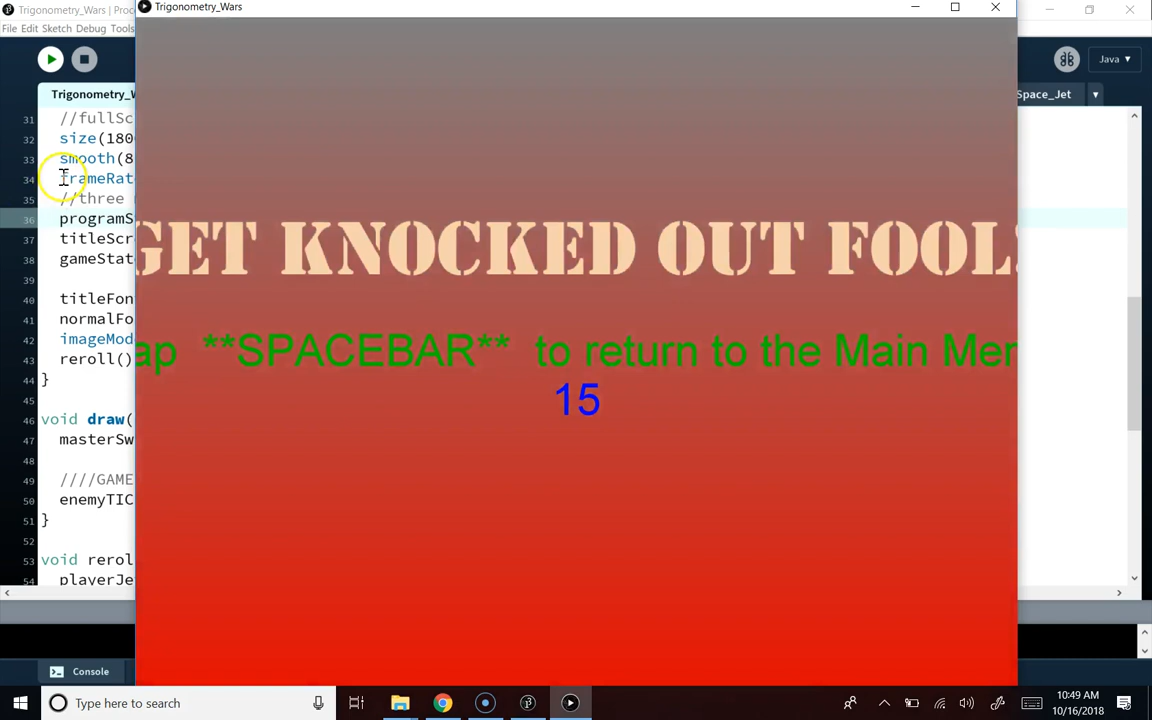 Trigonometry_Wars | Proc
File Edit Sketch Debug Tools
Trigonometry_Wars
Java ▼
Trigonometry_W
Space_Jet ▼
31 //fullSc
32 size(180
33 smooth(8
34 frameRat
35 //three
36 programS
37 titleScr
38 gameStat
39
40 titleFon
41 normalFo
42 imageMod
43 reroll()
44 }
45
46 void draw(
47 masterSw
48
49 ////GAME
50 enemyTIC
51 }
52
53 void rerol
54 playerJe
GET KNOCKED OUT FOOL
ap **SPACEBAR** to return to the Main Men
15
Console
Type here to search
10:49 AM
10/16/2018